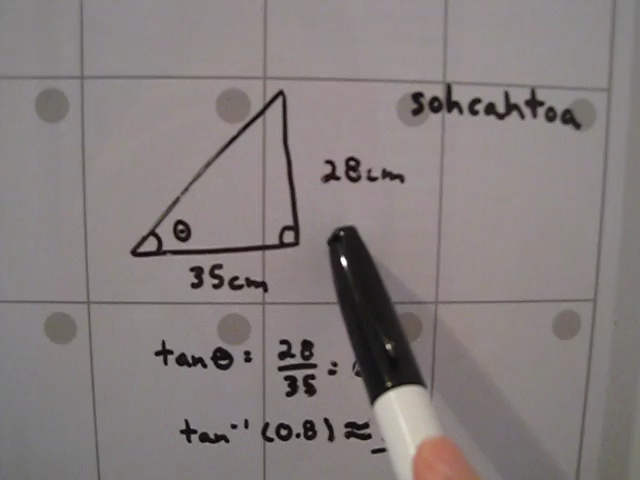 sohcahtoa
28cm
θ
35cm
tanθ = 28/35 =
tan⁻¹(0.8) ≈